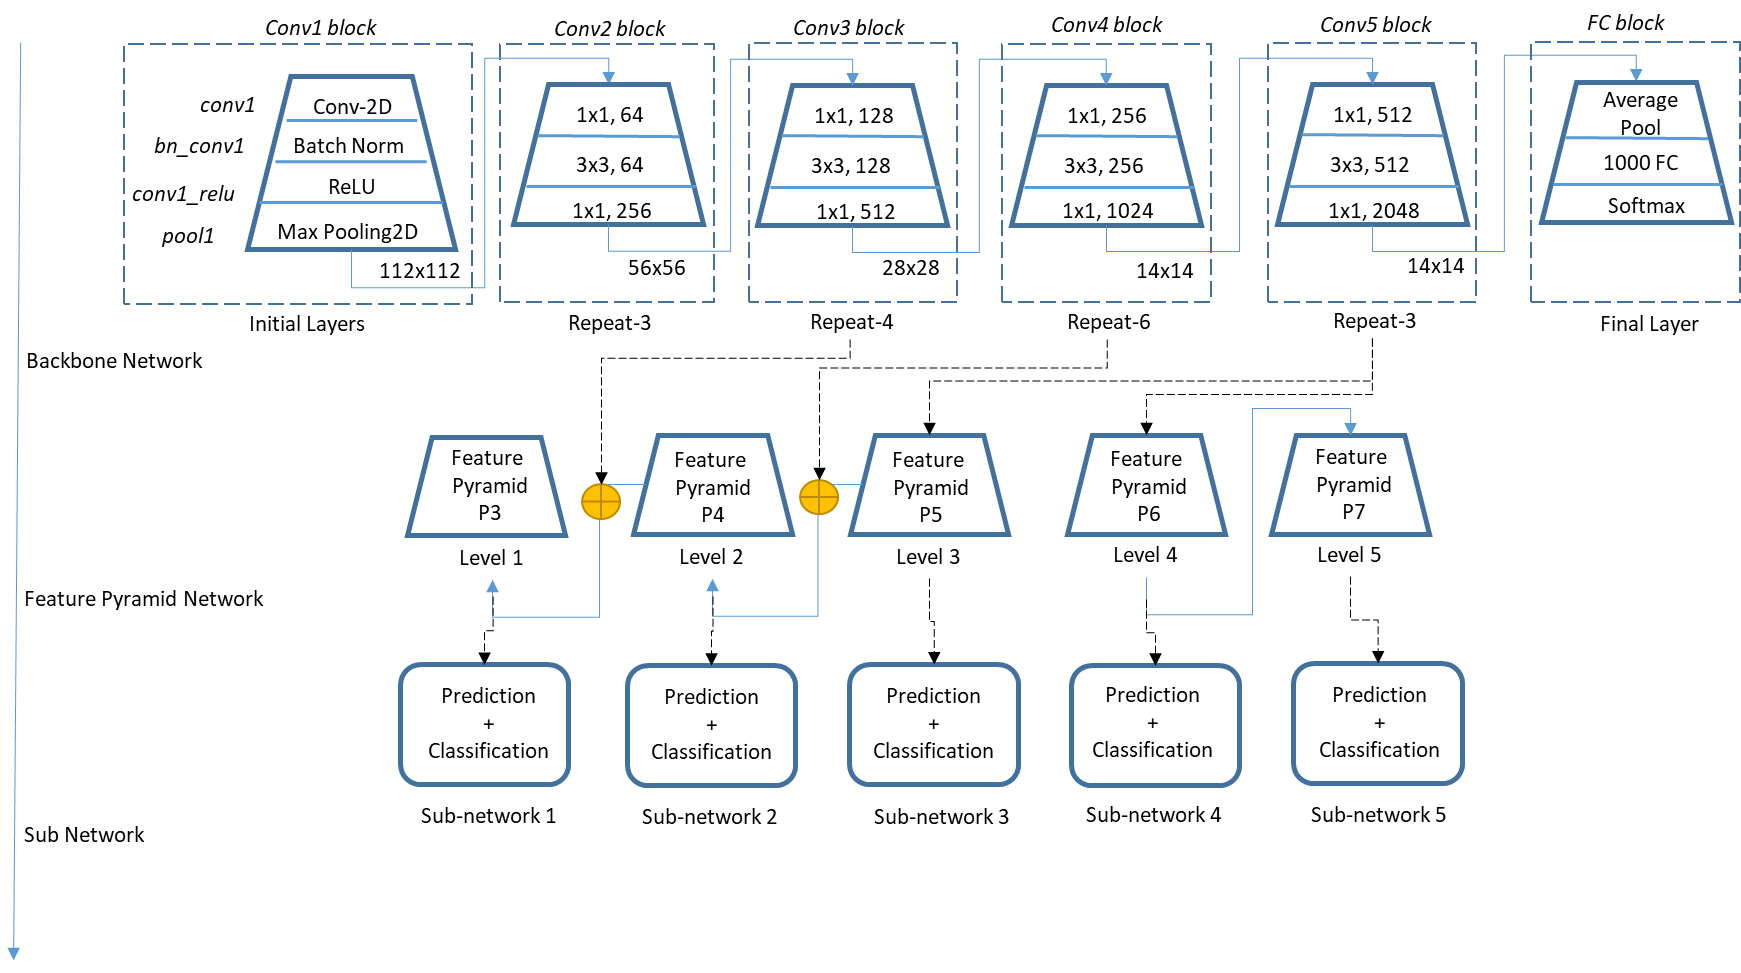 Conv1 block
Conv2 block
Conv3 block
Conv4 block
Conv5 block
FC block
conv1
bn_conv1
conv1_relu
pool1
Conv-2D
Batch Norm
ReLU
Max Pooling2D
112x112
1x1, 64
3x3, 64
1x1, 256
56x56
1x1, 128
3x3, 128
1x1, 512
28x28
1x1, 256
3x3, 256
1x1, 1024
14x14
1x1, 512
3x3, 512
1x1, 2048
14x14
Average
Pool
1000 FC
Softmax
Initial Layers
Repeat-3
Repeat-4
Repeat-6
Repeat-3
Final Layer
Backbone Network
Feature
Pyramid
P3
Level 1
Feature
Pyramid
P4
Level 2
Feature
Pyramid
P5
Level 3
Feature
Pyramid
P6
Level 4
Feature
Pyramid
P7
Level 5
Feature Pyramid Network
Prediction
+
Classification
Sub-network 1
Prediction
+
Classification
Sub-network 2
Prediction
+
Classification
Sub-network 3
Prediction
+
Classification
Sub-network 4
Prediction
+
Classification
Sub-network 5
Sub Network